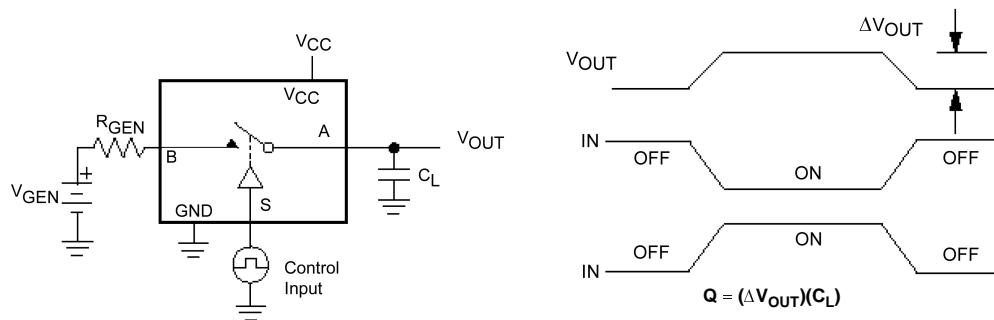 V_CC
V_CC
R_GEN
B
A
V_OUT
+
V_GEN
C_L
GND
S
Control
Input
ΔV_OUT
V_OUT
IN
OFF
ON
OFF
IN
OFF
ON
OFF
Q = (ΔV_OUT)(C_L)